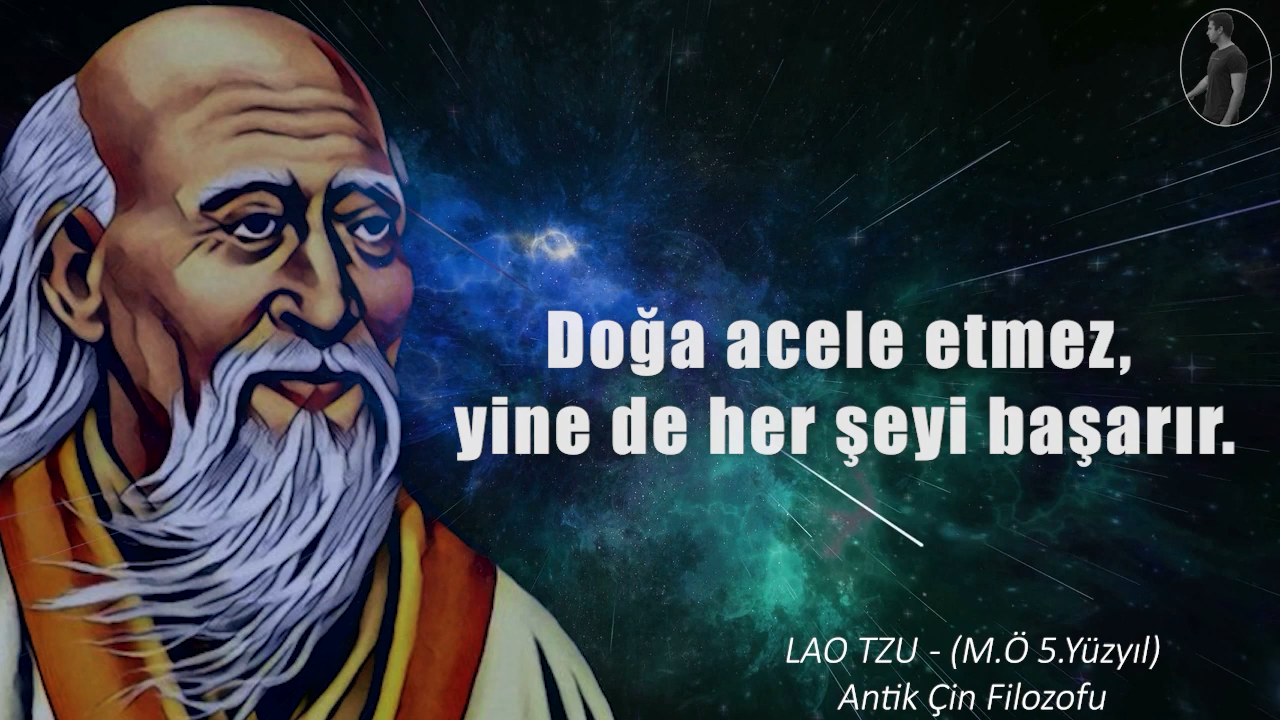 Doğa acele etmez,
yine de her şeyi başarır.
LAO TZU - (M.Ö 5.Yüzyıl)
Antik Çin Filozofu